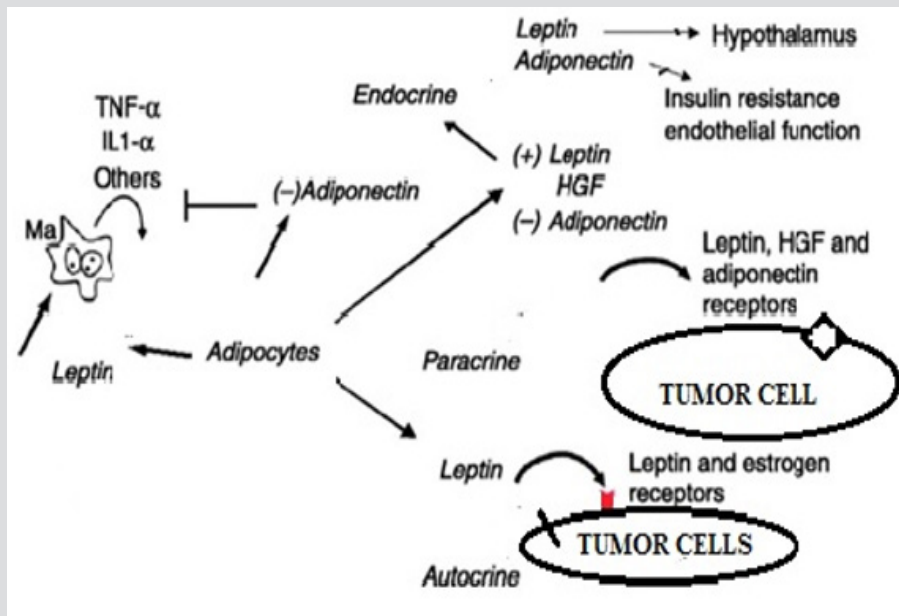 Leptin
Hypothalamus
Adiponectin
Insulin resistance
endothelial function
Endocrine
TNF-α
IL1-α
Others
(+) Leptin
HGF
(–) Adiponectin
(–)Adiponectin
Ma
Leptin, HGF and
adiponectin
receptors
Leptin
Adipocytes
Paracrine
TUMOR CELL
Leptin
Leptin and estrogen
receptors
TUMOR CELLS
Autocrine